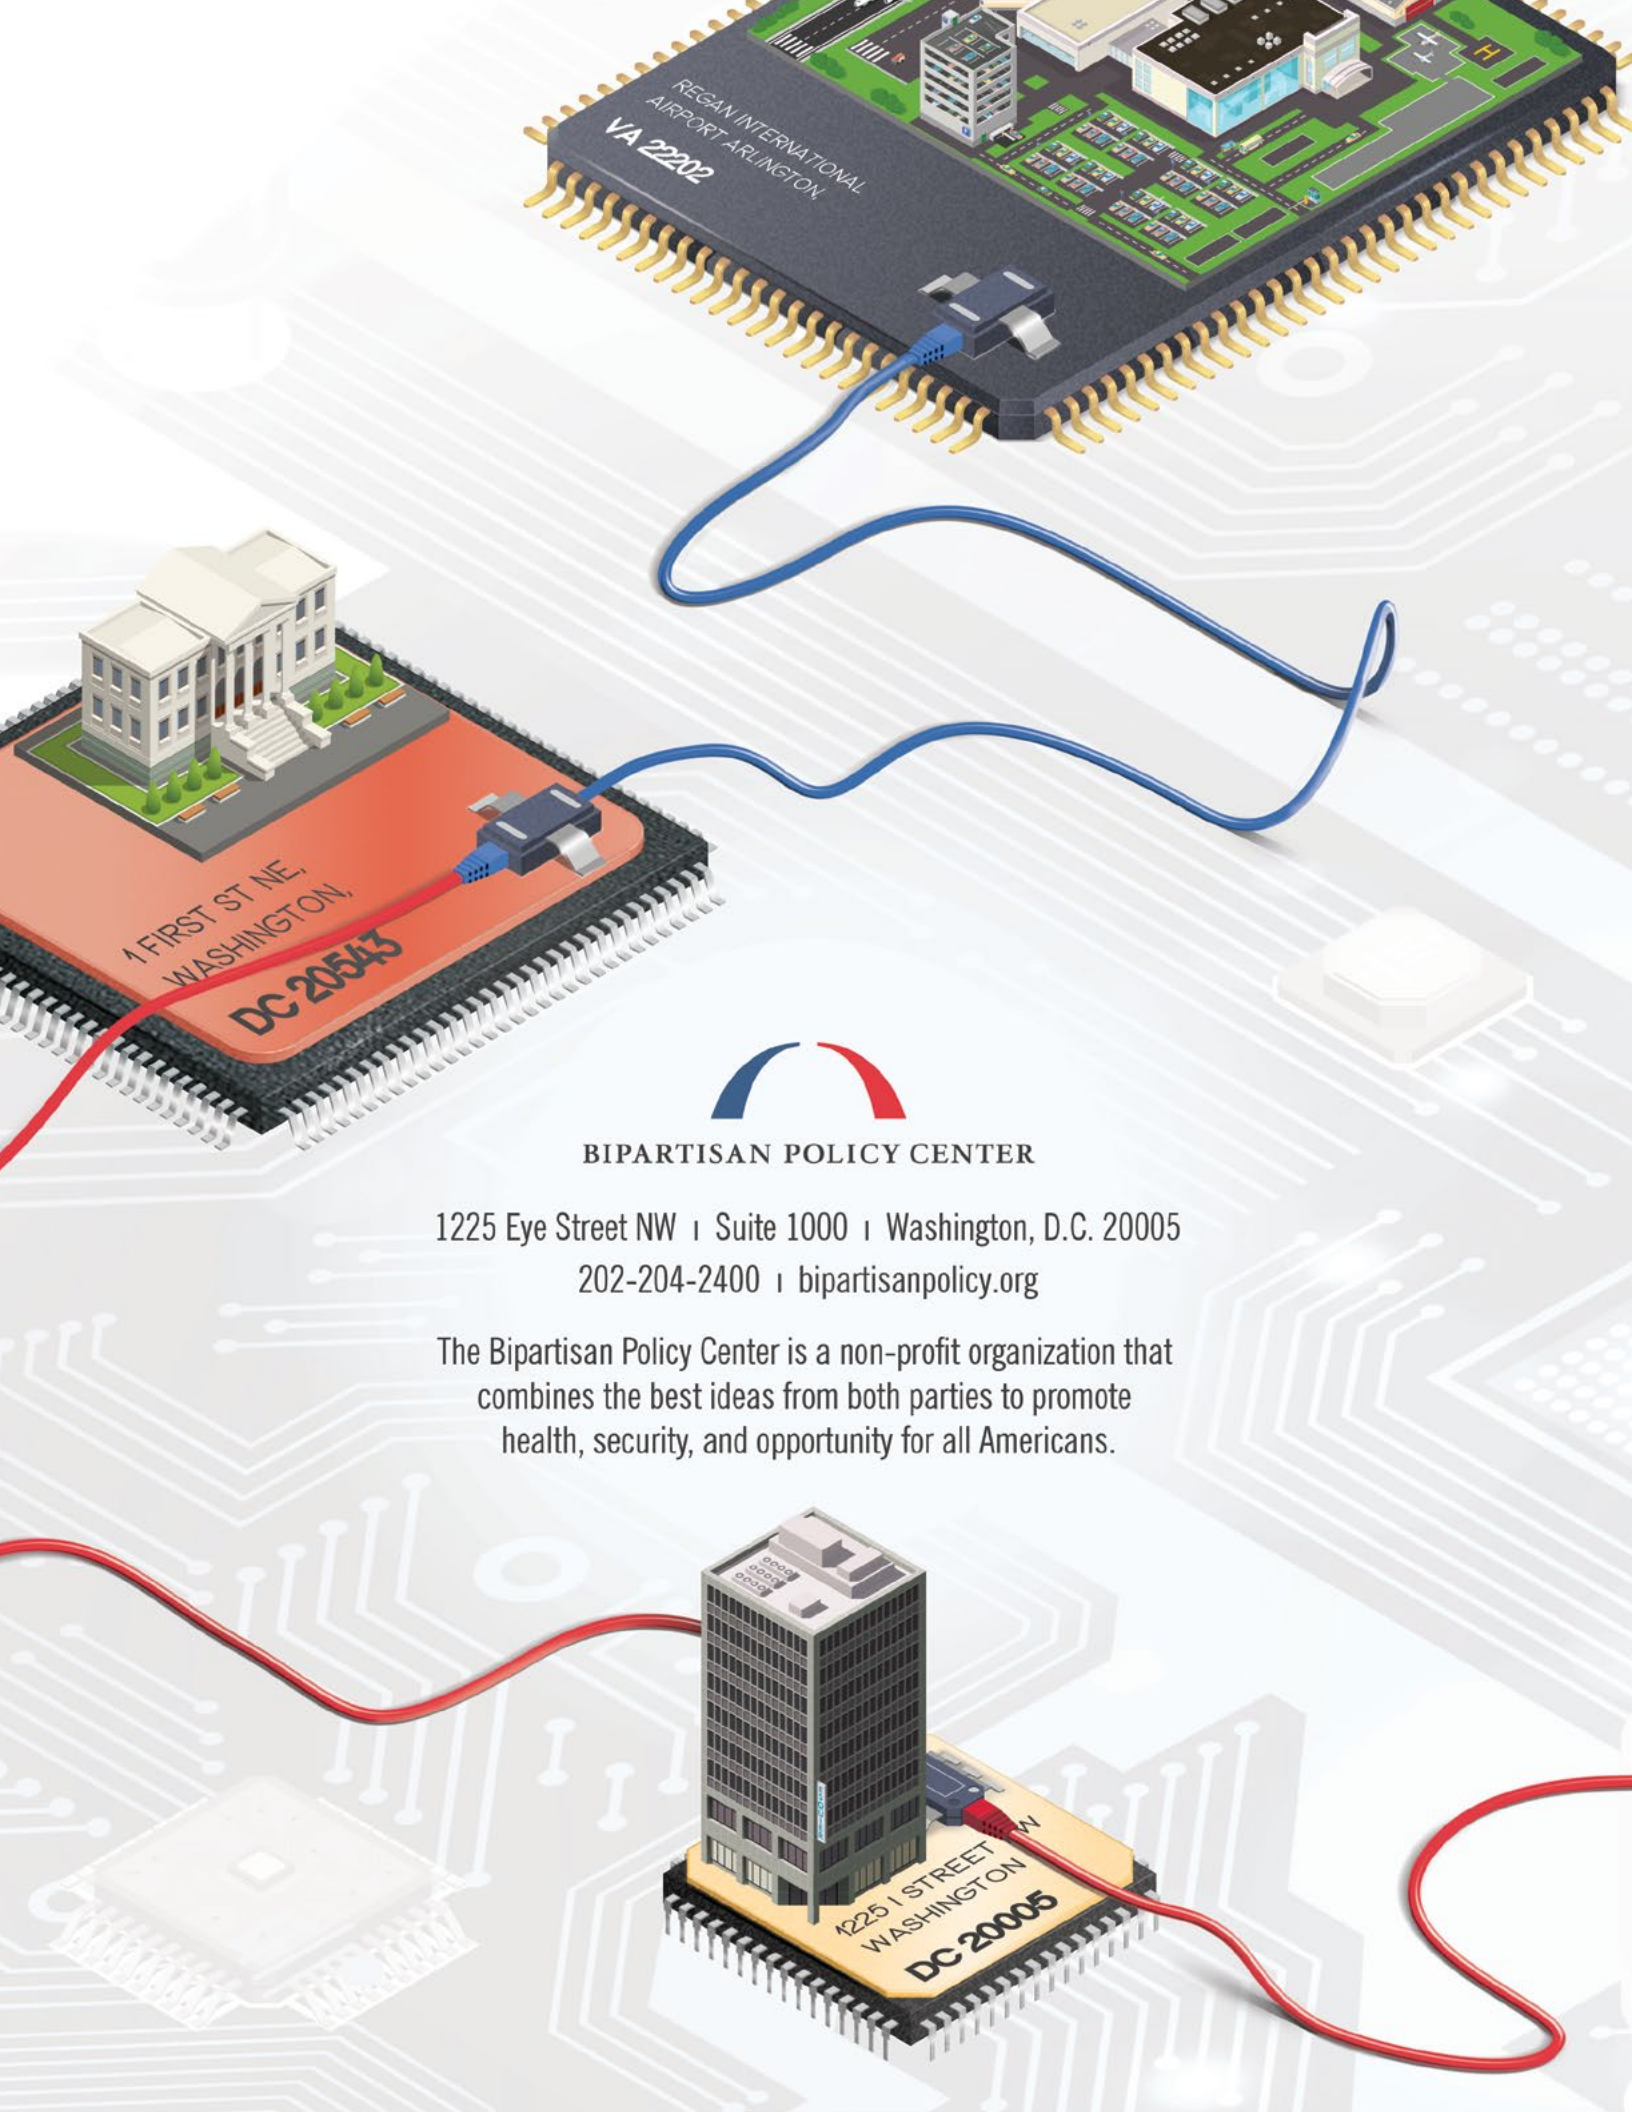 REGAN INTERNATIONAL
AIRPORT ARLINGTON,
VA 22202
1 FIRST ST NE,
WASHINGTON,
DC 20543
BIPARTISAN POLICY CENTER
1225 Eye Street NW | Suite 1000 | Washington, D.C. 20005
202-204-2400 | bipartisanpolicy.org
The Bipartisan Policy Center is a non-profit organization that
combines the best ideas from both parties to promote
health, security, and opportunity for all Americans.
1225 I STREET NW
WASHINGTON
DC 20005